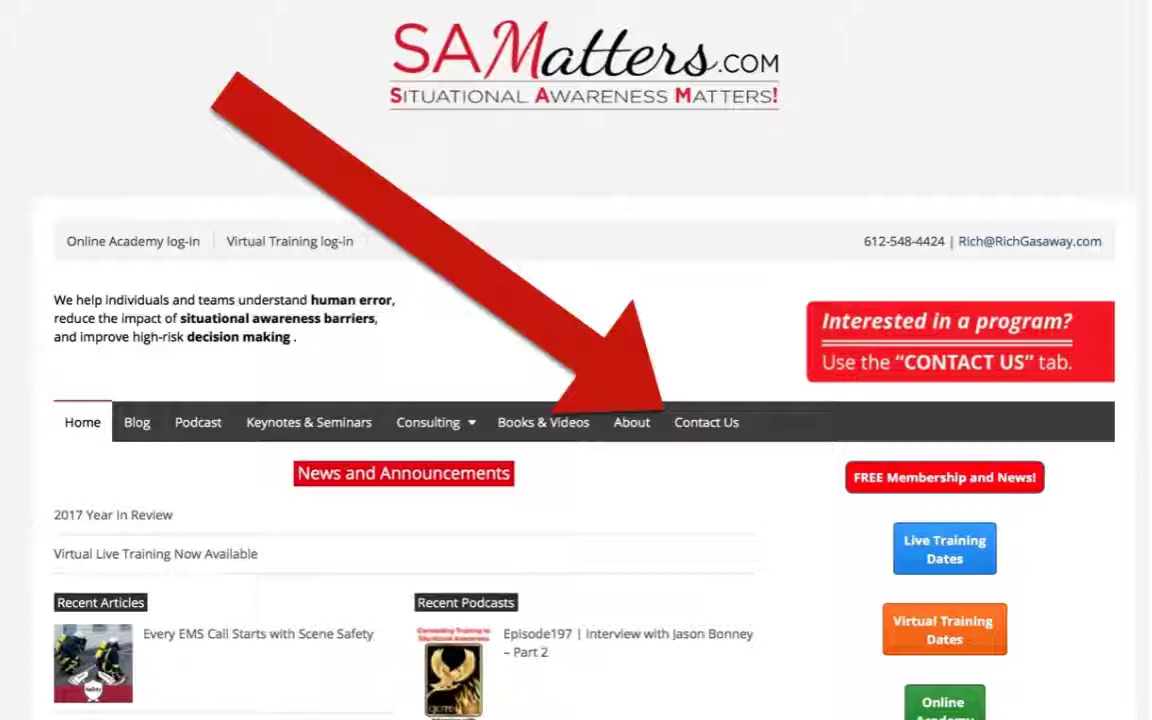 SAMatters.COM
SITUATIONAL AWARENESS MATTERS!
Online Academy log-in
Virtual Training log-in
612-548-4424 | Rich@RichGasaway.com
We help individuals and teams understand human error,
reduce the impact of situational awareness barriers,
and improve high-risk decision making .
Interested in a program?
Use the “CONTACT US” tab.
Home
Blog
Podcast
Keynotes & Seminars
Consulting
Books & Videos
About
Contact Us
News and Announcements
2017 Year In Review
Virtual Live Training Now Available
FREE Membership and News!
Live Training
Dates
Virtual Training
Dates
Online
Academy
Recent Articles
Every EMS Call Starts with Scene Safety
Safety
Recent Podcasts
Episode197 | Interview with Jason Bonney
– Part 2